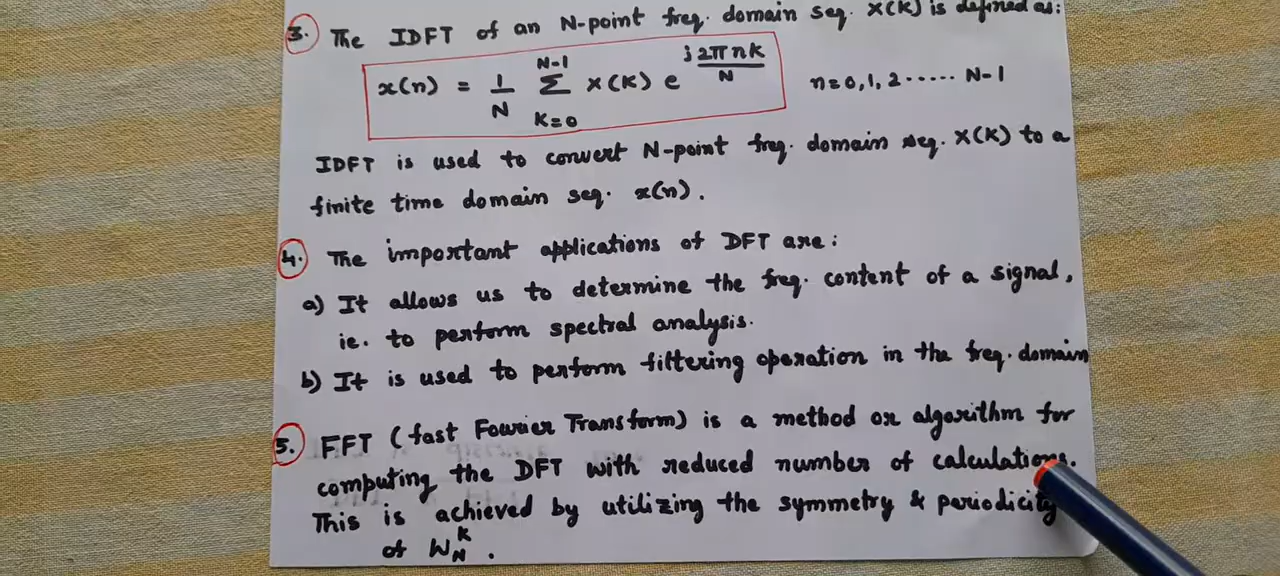 3. The IDFT of an N-point freq. domain seq. X(K) is defined as:
x(n) = 1/N N-1 Σ K=0 X(K) e^(j2πnK/N) n=0,1,2..... N-1
IDFT is used to convert N-point freq. domain seq. X(K) to a
finite time domain seq. x(n).
4. The important applications of DFT are:
a) It allows us to determine the freq. content of a signal,
ie. to perform spectral analysis.
b) It is used to perform filtering operation in the freq. domain
5. FFT (fast Fourier Transform) is a method or algorithm for
computing the DFT with reduced number of calculations.
This is achieved by utilizing the symmetry & periodicity
of W_N^K.